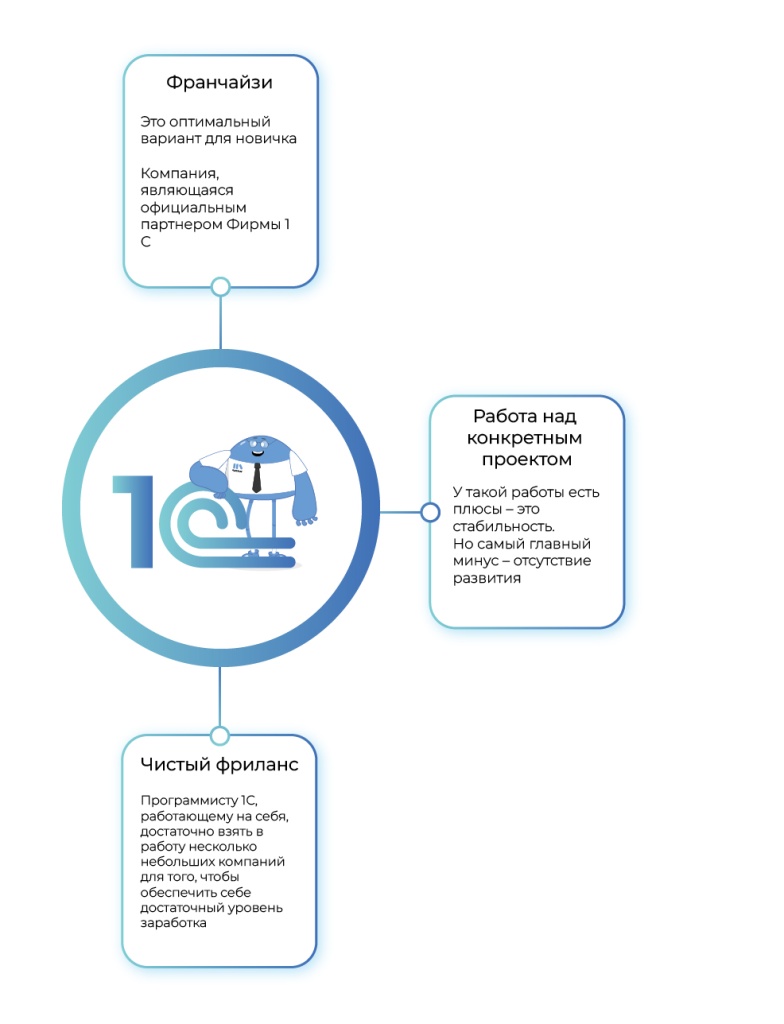 Франчайзи
Это оптимальный
вариант для новичка
Компания,
являющаяся
официальным
партнером Фирмы 1
С
1С
Работа над
конкретным
проектом
У такой работы есть
плюсы – это
стабильность.
Но самый главный
минус – отсутствие
развития
Чистый фриланс
Программисту 1С,
работающему на себя,
достаточно взять в
работу несколько
небольших компаний
для того, чтобы
обеспечить себе
достаточный уровень
заработка